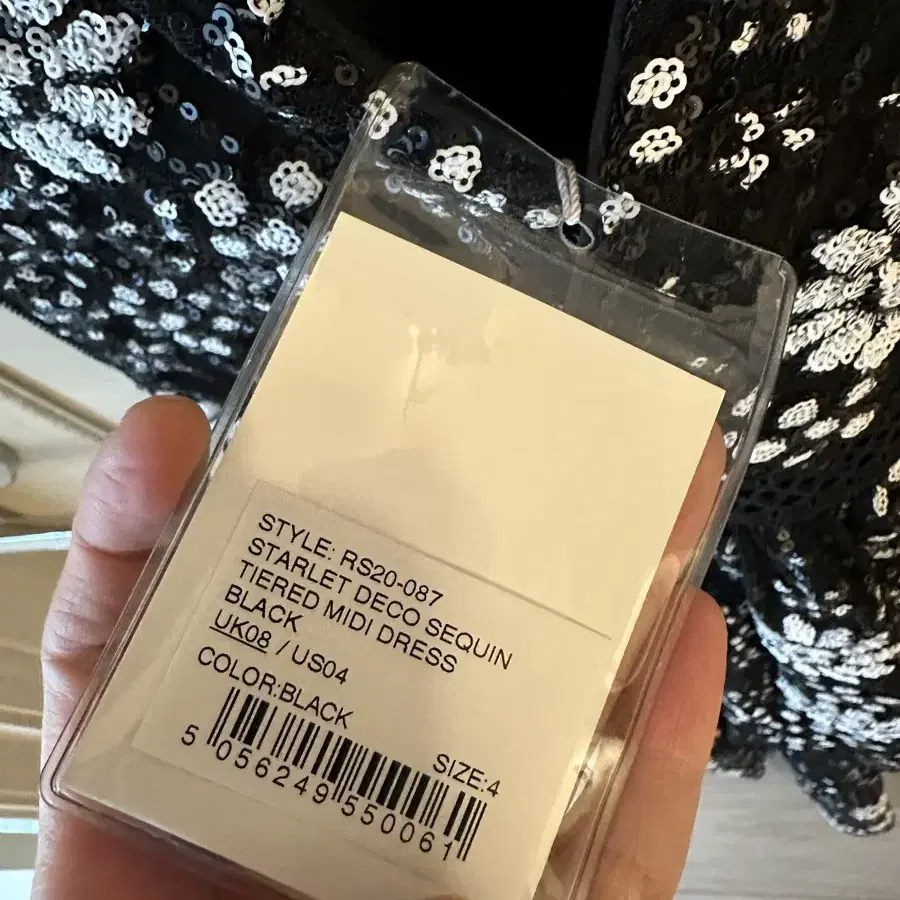 STYLE: RS20-087
STARLET DECO SEQUIN
TIERED MIDI DRESS
BLACK
UK08 / US04
COLOR:BLACK
SIZE:4
5 056249 550061